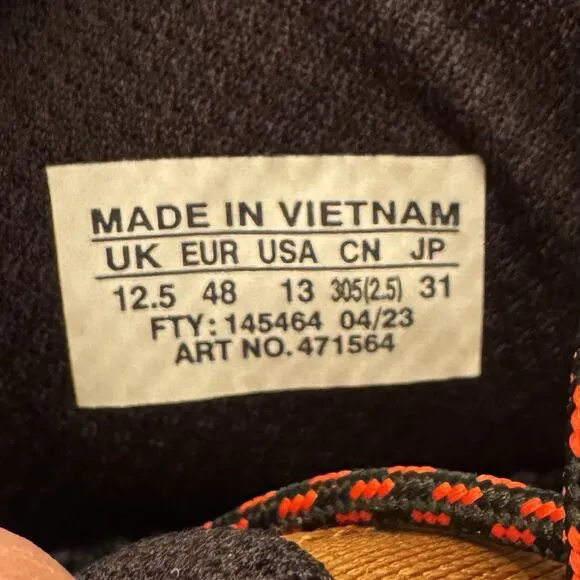 MADE IN VIETNAM
UK EUR USA CN JP
12.5 48 13 305(2.5) 31
FTY: 145464 04/23
ART NO. 471564